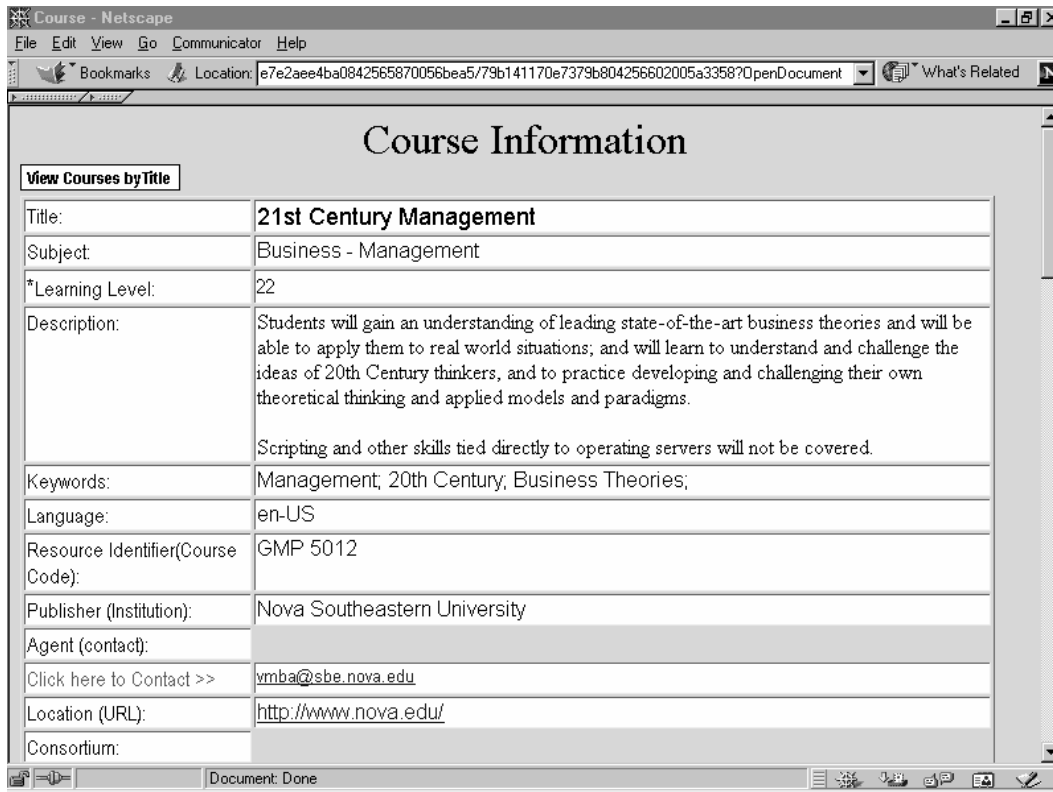 Course - Netscape
File Edit View Go Communicator Help
Bookmarks Location: e7e2aee4ba0842565870056bea5/79b141170e7379b804256602005a3358?OpenDocument What's Related N
Course Information
View Courses byTitle
Title: 21st Century Management
Subject: Business - Management
*Learning Level: 22
Description: Students will gain an understanding of leading state-of-the-art business theories and will be
able to apply them to real world situations; and will learn to understand and challenge the
ideas of 20th Century thinkers, and to practice developing and challenging their own
theoretical thinking and applied models and paradigms.
Scripting and other skills tied directly to operating servers will not be covered.
Keywords: Management; 20th Century; Business Theories;
Language: en-US
Resource Identifier(Course GMP 5012
Code):
Publisher (Institution): Nova Southeastern University
Agent (contact):
Click here to Contact >> vmba@sbe.nova.edu
Location (URL): http://www.nova.edu/
Consortium:
Document: Done